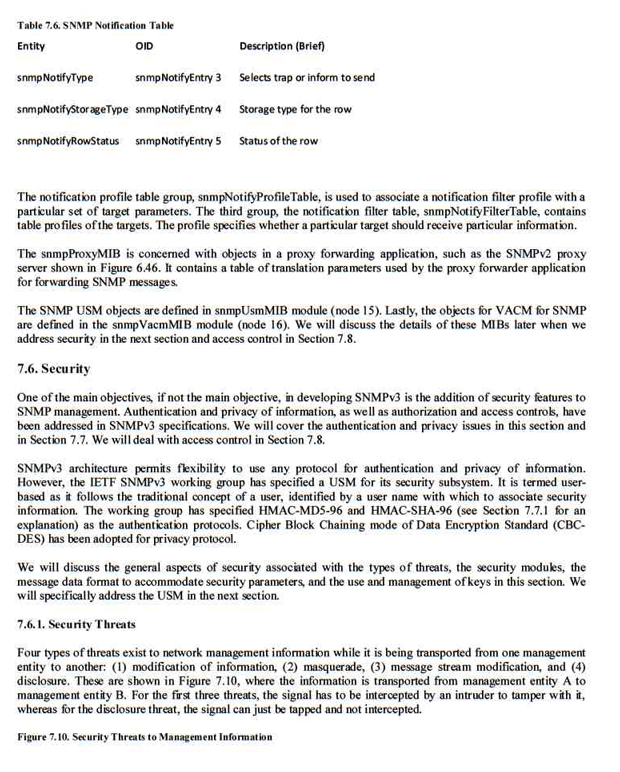 Table 7.6. SNMP Notification Table
Entity OID Description (Brief)
snmpNotifyType snmpNotifyEntry 3 Selects trap or inform to send
snmpNotifyStorageType snmpNotifyEntry 4 Storage type for the row
snmpNotifyRowStatus snmpNotifyEntry 5 Status of the row
The notification profile table group, snmpNotifyProfileTable, is used to associate a notification filter profile with a
particular set of target parameters. The third group, the notification filter table, snmpNotifyFilterTable, contains
table profiles of the targets. The profile specifies whether a particular target should receive particular information.
The snmpProxyMIB is concerned with objects in a proxy forwarding application, such as the SNMPv2 proxy
server shown in Figure 6.46. It contains a table of translation parameters used by the proxy forwarder application
for forwarding SNMP messages.
The SNMP USM objects are defined in snmpUsmMIB module (node 15). Lastly, the objects for VACM for SNMP
are defined in the snmpVacmMIB module (node 16). We will discuss the details of these MIBs later when we
address security in the next section and access control in Section 7.8.
7.6. Security
One of the main objectives, if not the main objective, in developing SNMPv3 is the addition of security features to
SNMP management. Authentication and privacy of information, as well as authorization and access controls, have
been addressed in SNMPv3 specifications. We will cover the authentication and privacy issues in this section and
in Section 7.7. We will deal with access control in Section 7.8.
SNMPv3 architecture permits flexibility to use any protocol for authentication and privacy of information.
However, the IETF SNMPv3 working group has specified a USM for its security subsystem. It is termed user-
based as it follows the traditional concept of a user, identified by a user name with which to associate security
information. The working group has specified HMAC-MD5-96 and HMAC-SHA-96 (see Section 7.7.1 for an
explanation) as the authentication protocols. Cipher Block Chaining mode of Data Encryption Standard (CBC-
DES) has been adopted for privacy protocol.
We will discuss the general aspects of security associated with the types of threats, the security modules, the
message data format to accommodate security parameters, and the use and management of keys in this section. We
will specifically address the USM in the next section.
7.6.1. Security Threats
Four types of threats exist to network management information while it is being transported from one management
entity to another: (1) modification of information, (2) masquerade, (3) message stream modification, and (4)
disclosure. These are shown in Figure 7.10, where the information is transported from management entity A to
management entity B. For the first three threats, the signal has to be intercepted by an intruder to tamper with it,
whereas for the disclosure threat, the signal can just be tapped and not intercepted.
Figure 7.10. Security Threats to Management Information